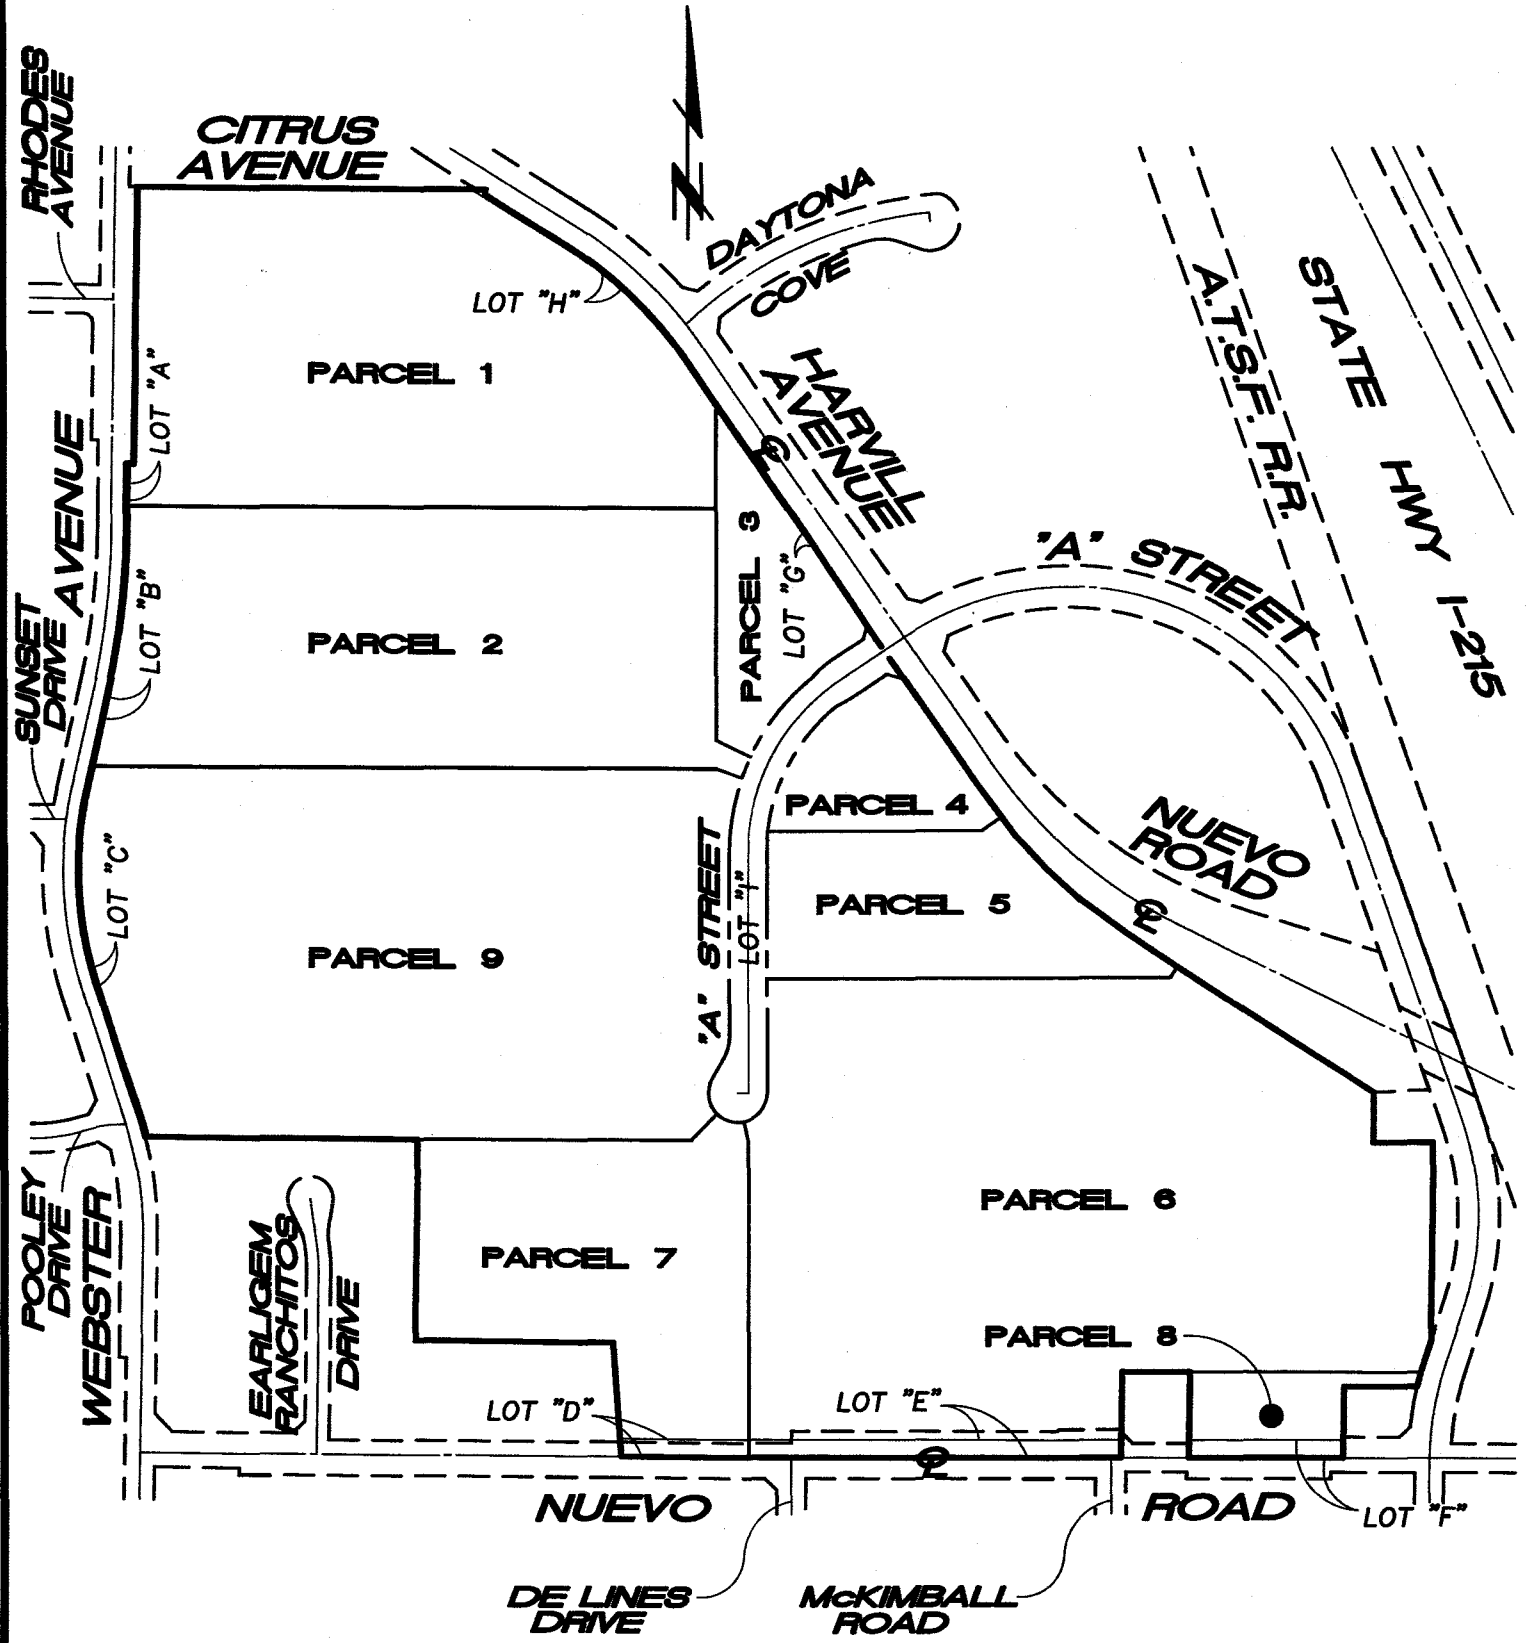 RHODES
AVENUE
CITRUS
AVENUE
N
DAYTONA
COVE
LOT "H"
STATE HWY I-215
A.T.S.F. R.R.
PARCEL 1
LOT "A"
HARVILL
AVENUE
℄
AVENUE
PARCEL 3
LOT "G"
"A" STREET
LOT "B"
SUNSET
DRIVE
PARCEL 2
PARCEL 4
NUEVO
ROAD
LOT "C"
"A" STREET
LOT "I"
PARCEL 5
℄
PARCEL 9
POOLEY
DRIVE
WEBSTER
EARLIGEM
RANCHITOS
DRIVE
PARCEL 7
PARCEL 6
PARCEL 8
LOT "D"
LOT "E"
℄
NUEVO
ROAD
LOT "F"
DE LINES
DRIVE
McKIMBALL
ROAD